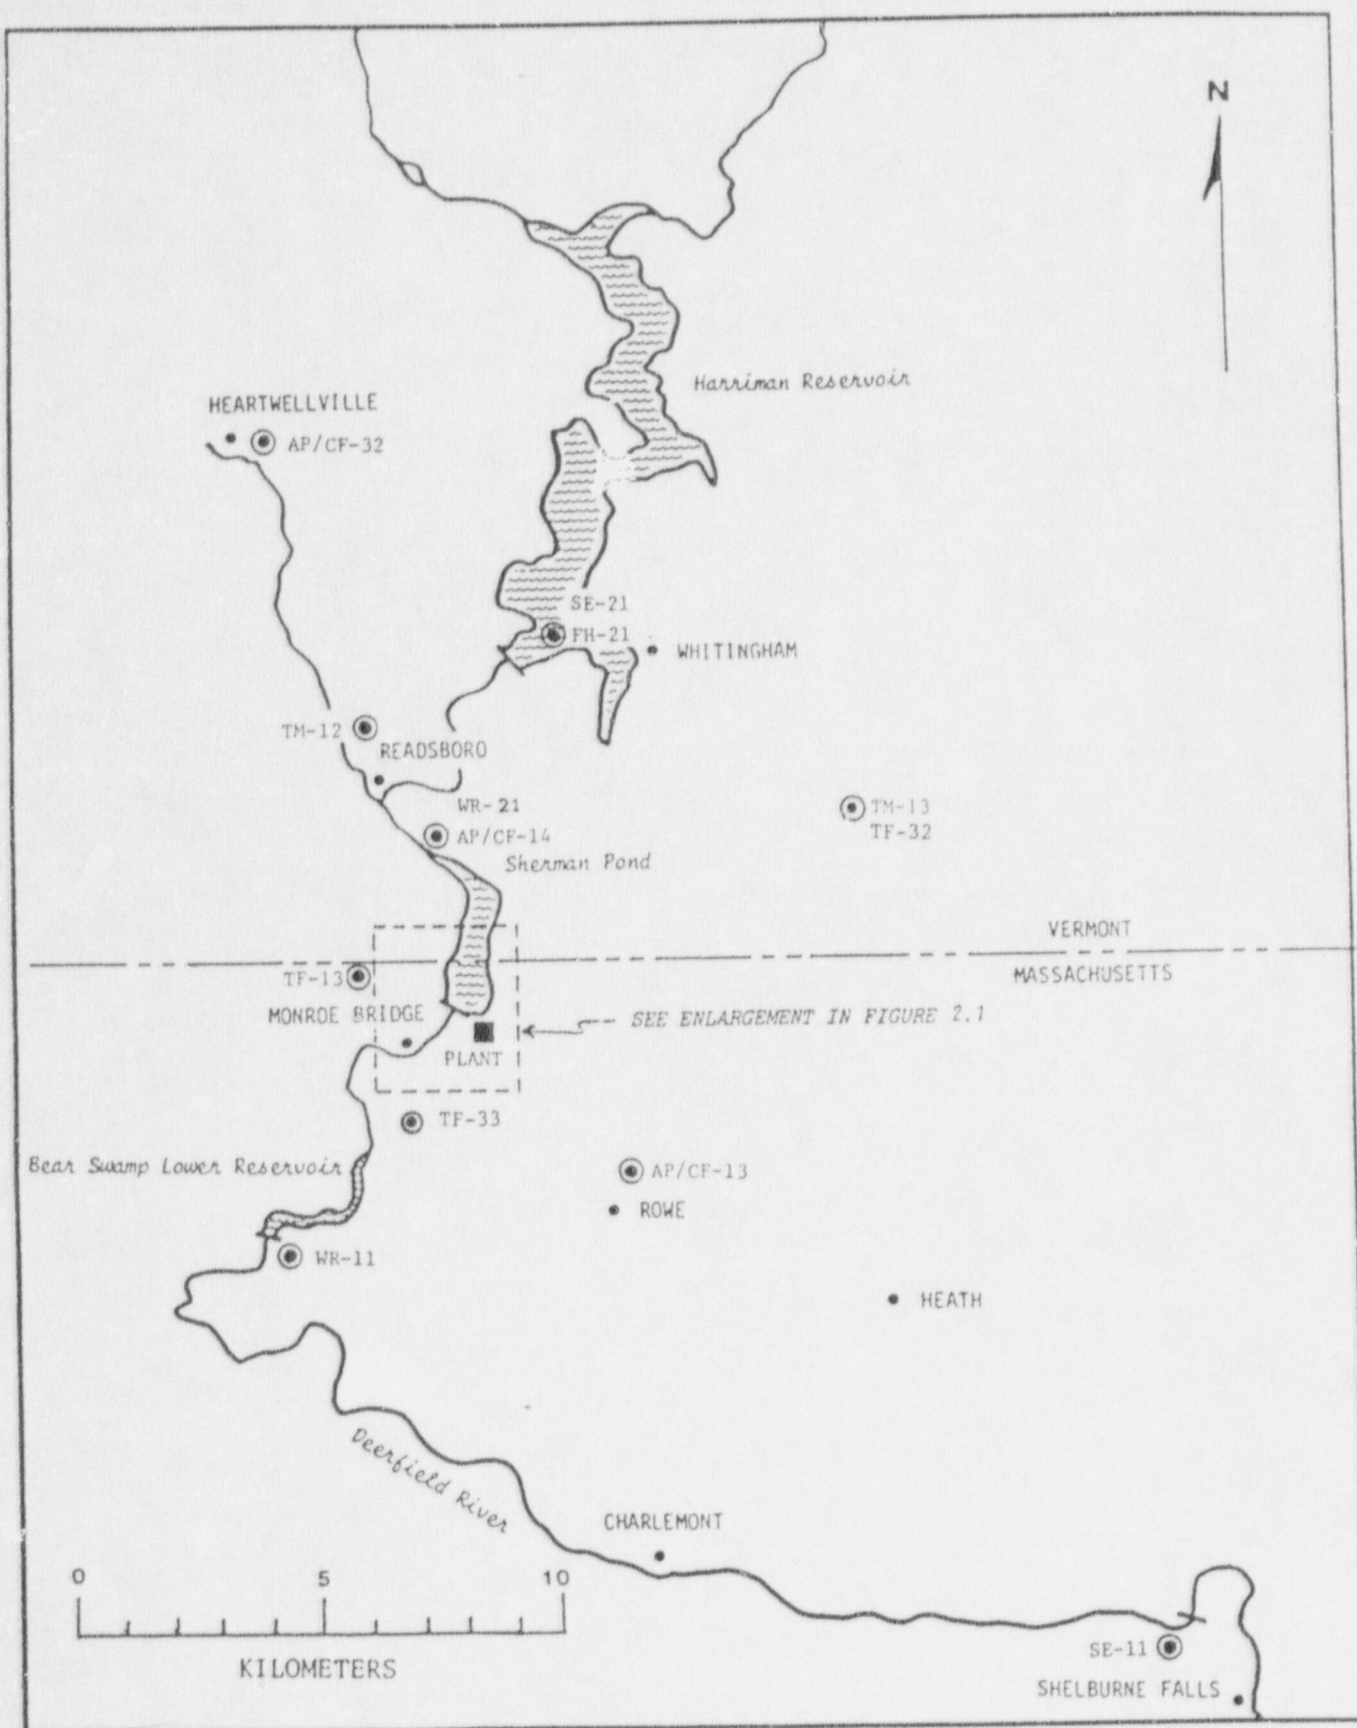 N
Harriman Reservoir
HEARTWELLVILLE
AP/CF-32
SE-21
FH-21
WHITINGHAM
TM-12
READSBORO
WR-21
AP/CF-14
TM-13
TF-32
Sherman Pond
VERMONT
MASSACHUSETTS
TF-13
MONROE BRIDGE
SEE ENLARGEMENT IN FIGURE 2.1
PLANT
TF-33
Bear Swamp Lower Reservoir
AP/CF-13
ROWE
WR-11
HEATH
Deerfield River
CHARLEMONT
0 5 10
KILOMETERS
SE-11
SHELBURNE FALLS